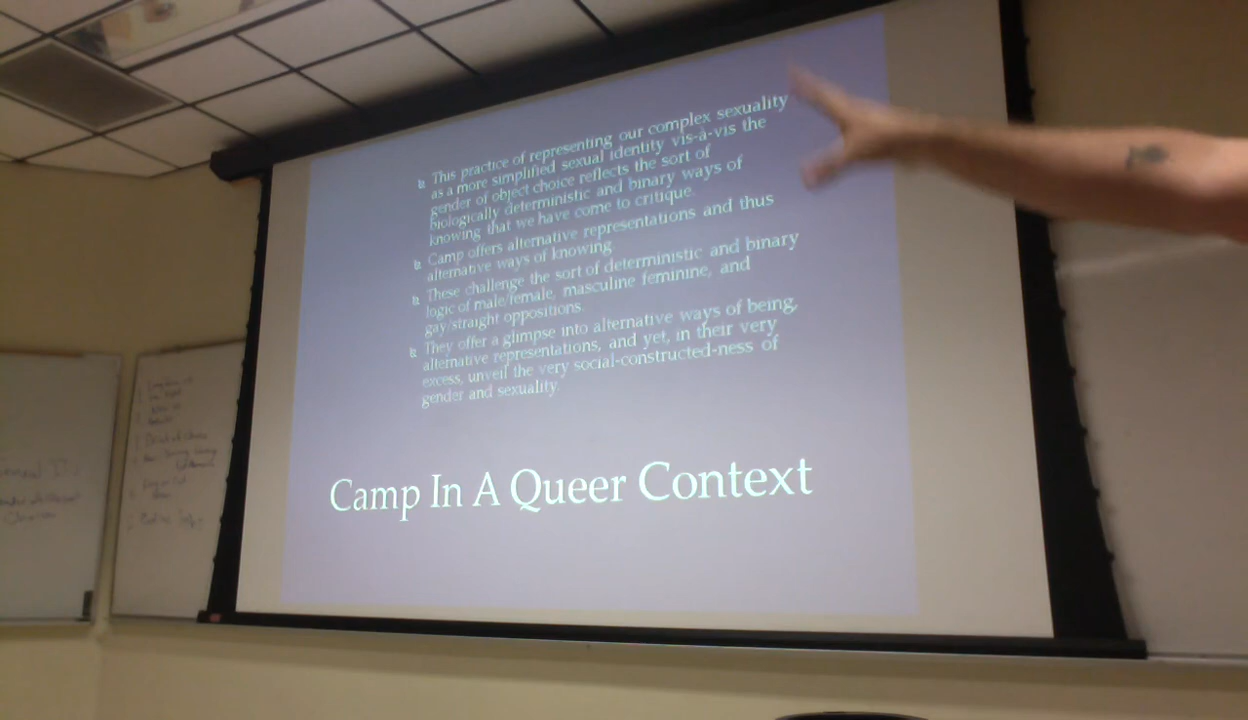 This practice of representing our complex sexuality
as a more simplified sexual identity vis-à-vis the
gender of object choice reflects the sort of
biologically deterministic and binary ways of
knowing that we have come to critique.
Camp offers alternative representations and thus
alternative ways of knowing.
These challenge the sort of deterministic and binary
logic of male/female, masculine feminine, and
gay/straight oppositions.
They offer a glimpse into alternative ways of being,
alternative representations, and yet, in their very
excess, unveil the very social-constructed-ness of
gender and sexuality.
Camp In A Queer Context